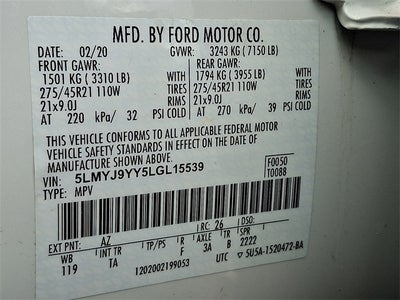 MFD. BY FORD MOTOR CO.
DATE: 02/20 GVWR: 3243 KG ( 7150 LB)
FRONT GAWR: REAR GAWR:
1501 KG ( 3310 LB) WITH 1794 KG ( 3955 LB) WITH
275/45R21 110W TIRES 275/45R21 110W TIRES
21x9.0J RIMS 21x9.0J RIMS
AT 220 kPa/ 32 PSI COLD AT 270 kPa/ 39 PSI COLD
THIS VEHICLE CONFORMS TO ALL APPLICABLE FEDERAL MOTOR
VEHICLE SAFETY STANDARDS IN EFFECT ON THE DATE OF
MANUFACTURE SHOWN ABOVE.
VIN: 5LMYJ9YY5LGL15539 F0050
TYPE: MPV T0088
EXT PNT: AZ RC: 26 DSO:
WB INT TR TP/PS R AXLE TR SPR
119 TA F 3A B 2222
1202002199053 UTC 5U5A-1520472-BA